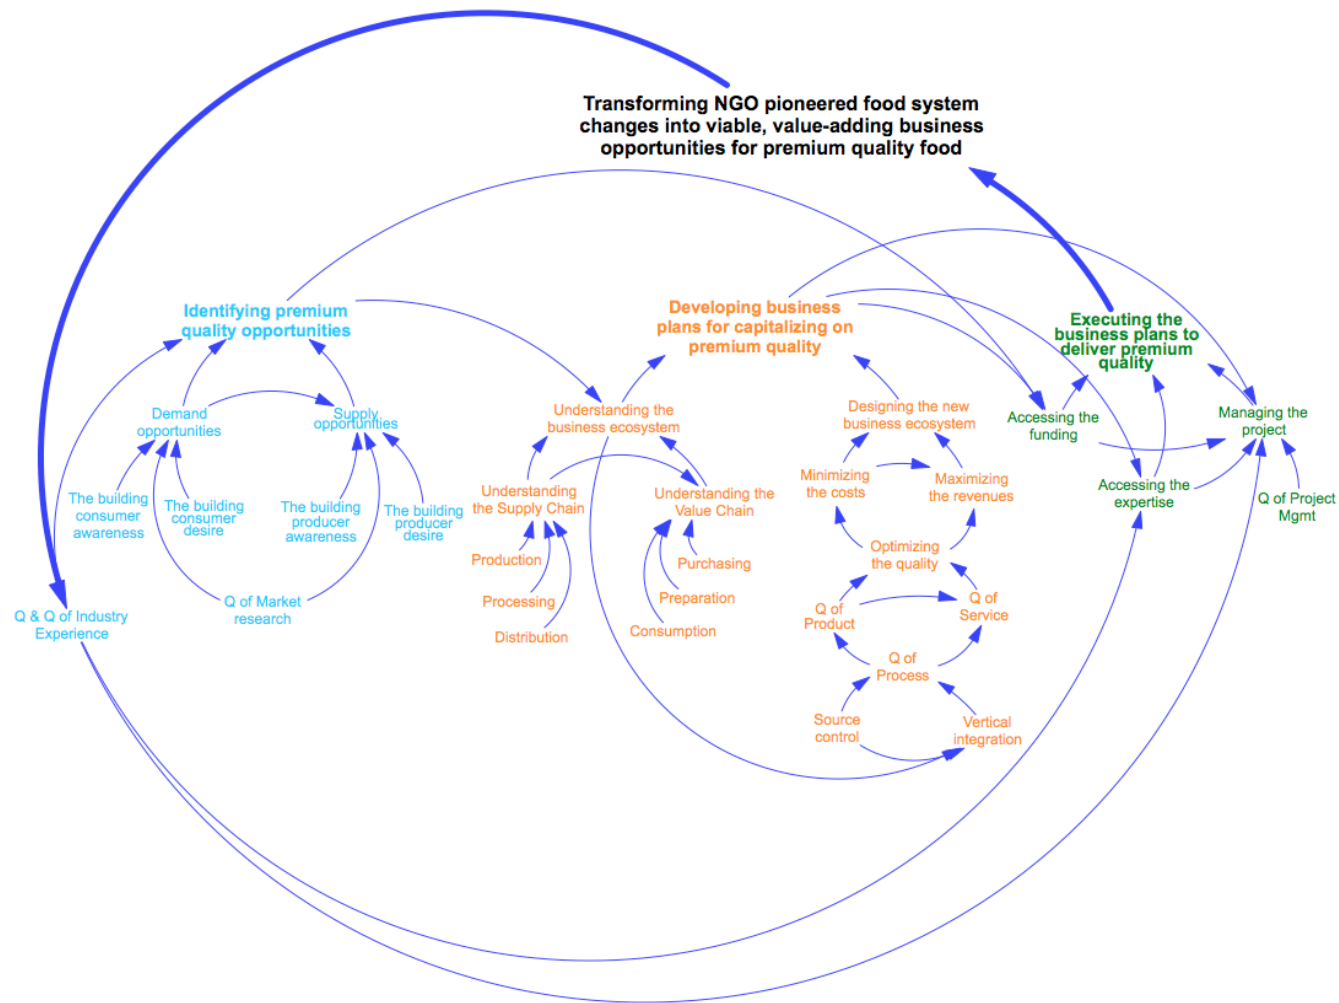 Transforming NGO pioneered food system
changes into viable, value-adding business
opportunities for premium quality food
Identifying premium
quality opportunities
Demand
opportunities
Supply
opportunities
The building
consumer
awareness
The building
consumer
desire
The building
producer
awareness
The building
producer
desire
Q of Market
research
Q & Q of Industry
Experience
Developing business
plans for capitalizing on
premium quality
Understanding the
business ecosystem
Understanding
the Supply Chain
Understanding the
Value Chain
Production
Processing
Distribution
Purchasing
Preparation
Consumption
Designing the new
business ecosystem
Minimizing
the costs
Maximizing
the revenues
Optimizing
the quality
Q of
Product
Q of
Service
Q of
Process
Source
control
Vertical
integration
Executing the
business plans to
deliver premium
quality
Accessing the
funding
Managing the
project
Accessing the
expertise
Q of Project
Mgmt